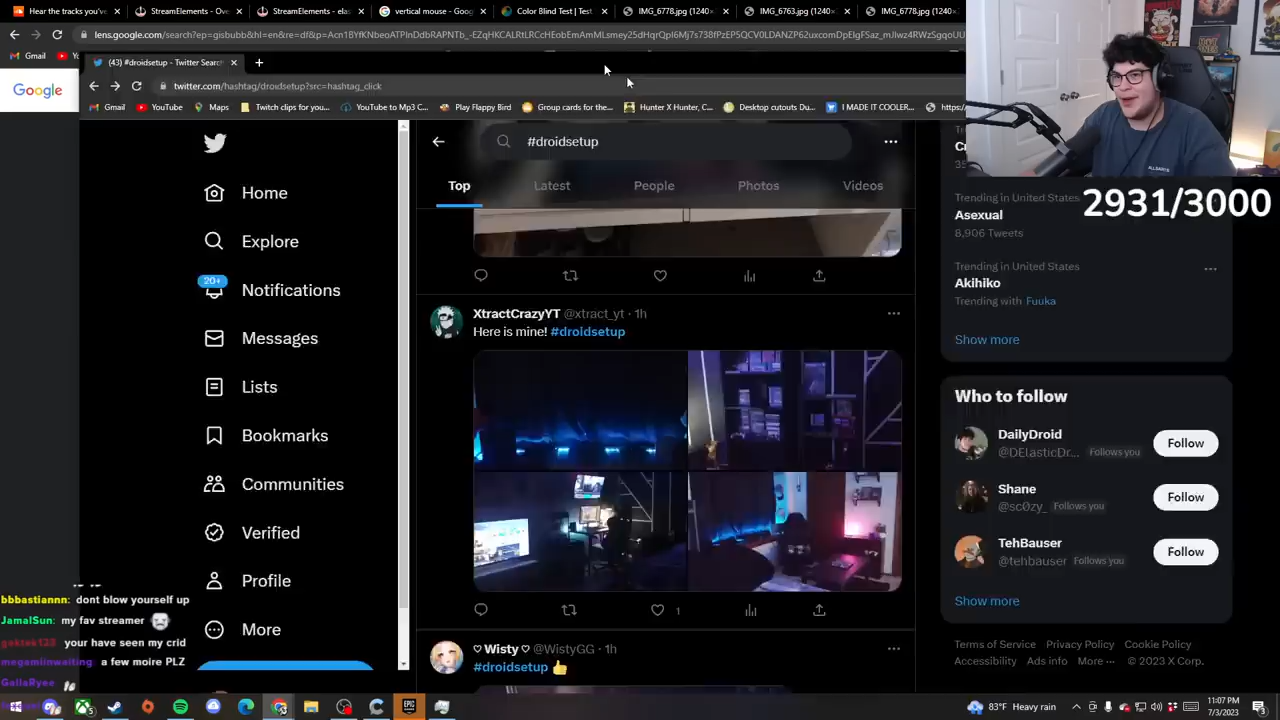 Hear the tracks you've
StreamElements - Ove
StreamElements - elas
vertical mouse - Goog
Color Blind Test | Test
IMG_6778.jpg (1240×
IMG_6763.jpg (1240×
IMG_6778.jpg (1240×
Gmail
Google
(43) #droidsetup - Twitter Search
twitter.com/hashtag/droidsetup?src=hashtag_click
Gmail
YouTube
Maps
News
Translate
Twitch clips for you...
YouTube to Mp3 C...
Play Flappy Bird
Group cards for the...
Hunter X Hunter, C...
Desktop cutouts Du...
I MADE IT COOLER...
#droidsetup
Top
Latest
People
Photos
Videos
Home
Explore
20+
Notifications
Messages
Lists
Bookmarks
Communities
Verified
Profile
More
XtractCrazyYT @xtract_yt · 1h
Here is mine! #droidsetup
1
♡ Wisty ♡ @WistyGG · 1h
#droidsetup 👍
2931/3000
Trending in United States
Asexual
8,906 Tweets
Trending in United States
Akihiko
Trending with Fuuka
Show more
Who to follow
DailyDroid
@DElasticDr... Follows you
Follow
Shane
@sc0zy_ Follows you
Follow
TehBauser
@tehbauser Follows you
Follow
Show more
Terms of Service Privacy Policy Cookie Policy
Accessibility Ads info More ··· © 2023 X Corp.
bbbastiannn: dont blow yourself up
JamalSun: my fav streamer
goktek123 your have seen my crid
megamiinwaiting: a few moire PLZ
GallaRyee:
83°F Heavy rain
11:07 PM
7/3/2023